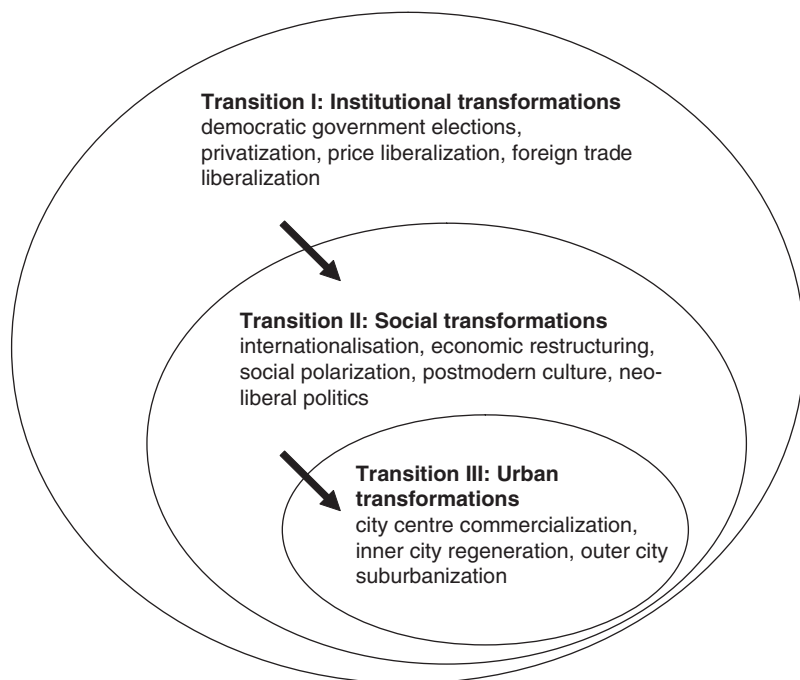 Transition I: Institutional transformations
democratic government elections,
privatization, price liberalization, foreign trade
liberalization
Transition II: Social transformations
internationalisation, economic restructuring,
social polarization, postmodern culture, neo-
liberal politics
Transition III: Urban
transformations
city centre commercialization,
inner city regeneration, outer city
suburbanization